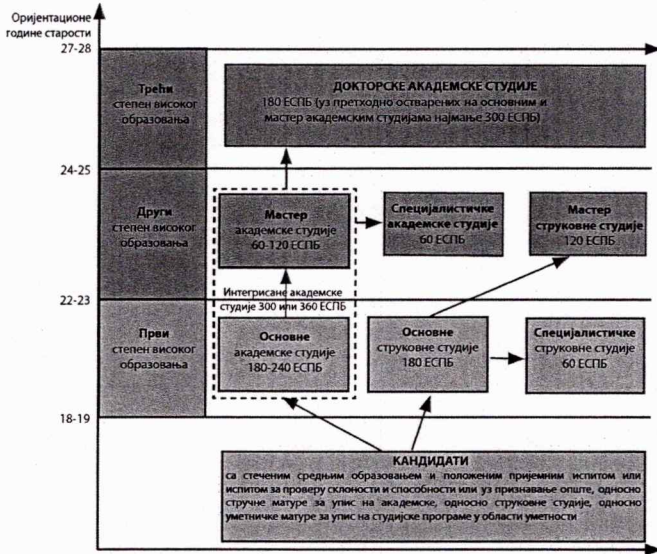 Оријентационе
године старости
27-28
Трећи
степен високог
образовања
ДОКТОРСКЕ АКАДЕМСКЕ СТУДИЈЕ
180 ЕСПБ (уз претходно остварених на основним и
мастер академским студијама најмање 300 ЕСПБ)
24-25
Други
степен високог
образовања
Мастер
академске студије
60-120 ЕСПБ
Специјалистичке
академске студије
60 ЕСПБ
Мастер
струковне студије
120 ЕСПБ
22-23
Интегрисане академске
студије 300 или 360 ЕСПБ
Први
степен високог
образовања
Основне
академске студије
180-240 ЕСПБ
Основне
струковне студије
180 ЕСПБ
Специјалистичке
струковне студије
60 ЕСПБ
18-19
КАНДИДАТИ
са стеченим средњим образовањем и положеним пријемним испитом или
испитом за проверу склоности и способности или уз признавање опште, односно
стручне матуре за упис на академске, односно струковне студије, односно
уметничке матуре за упис на студијске програме у области уметности